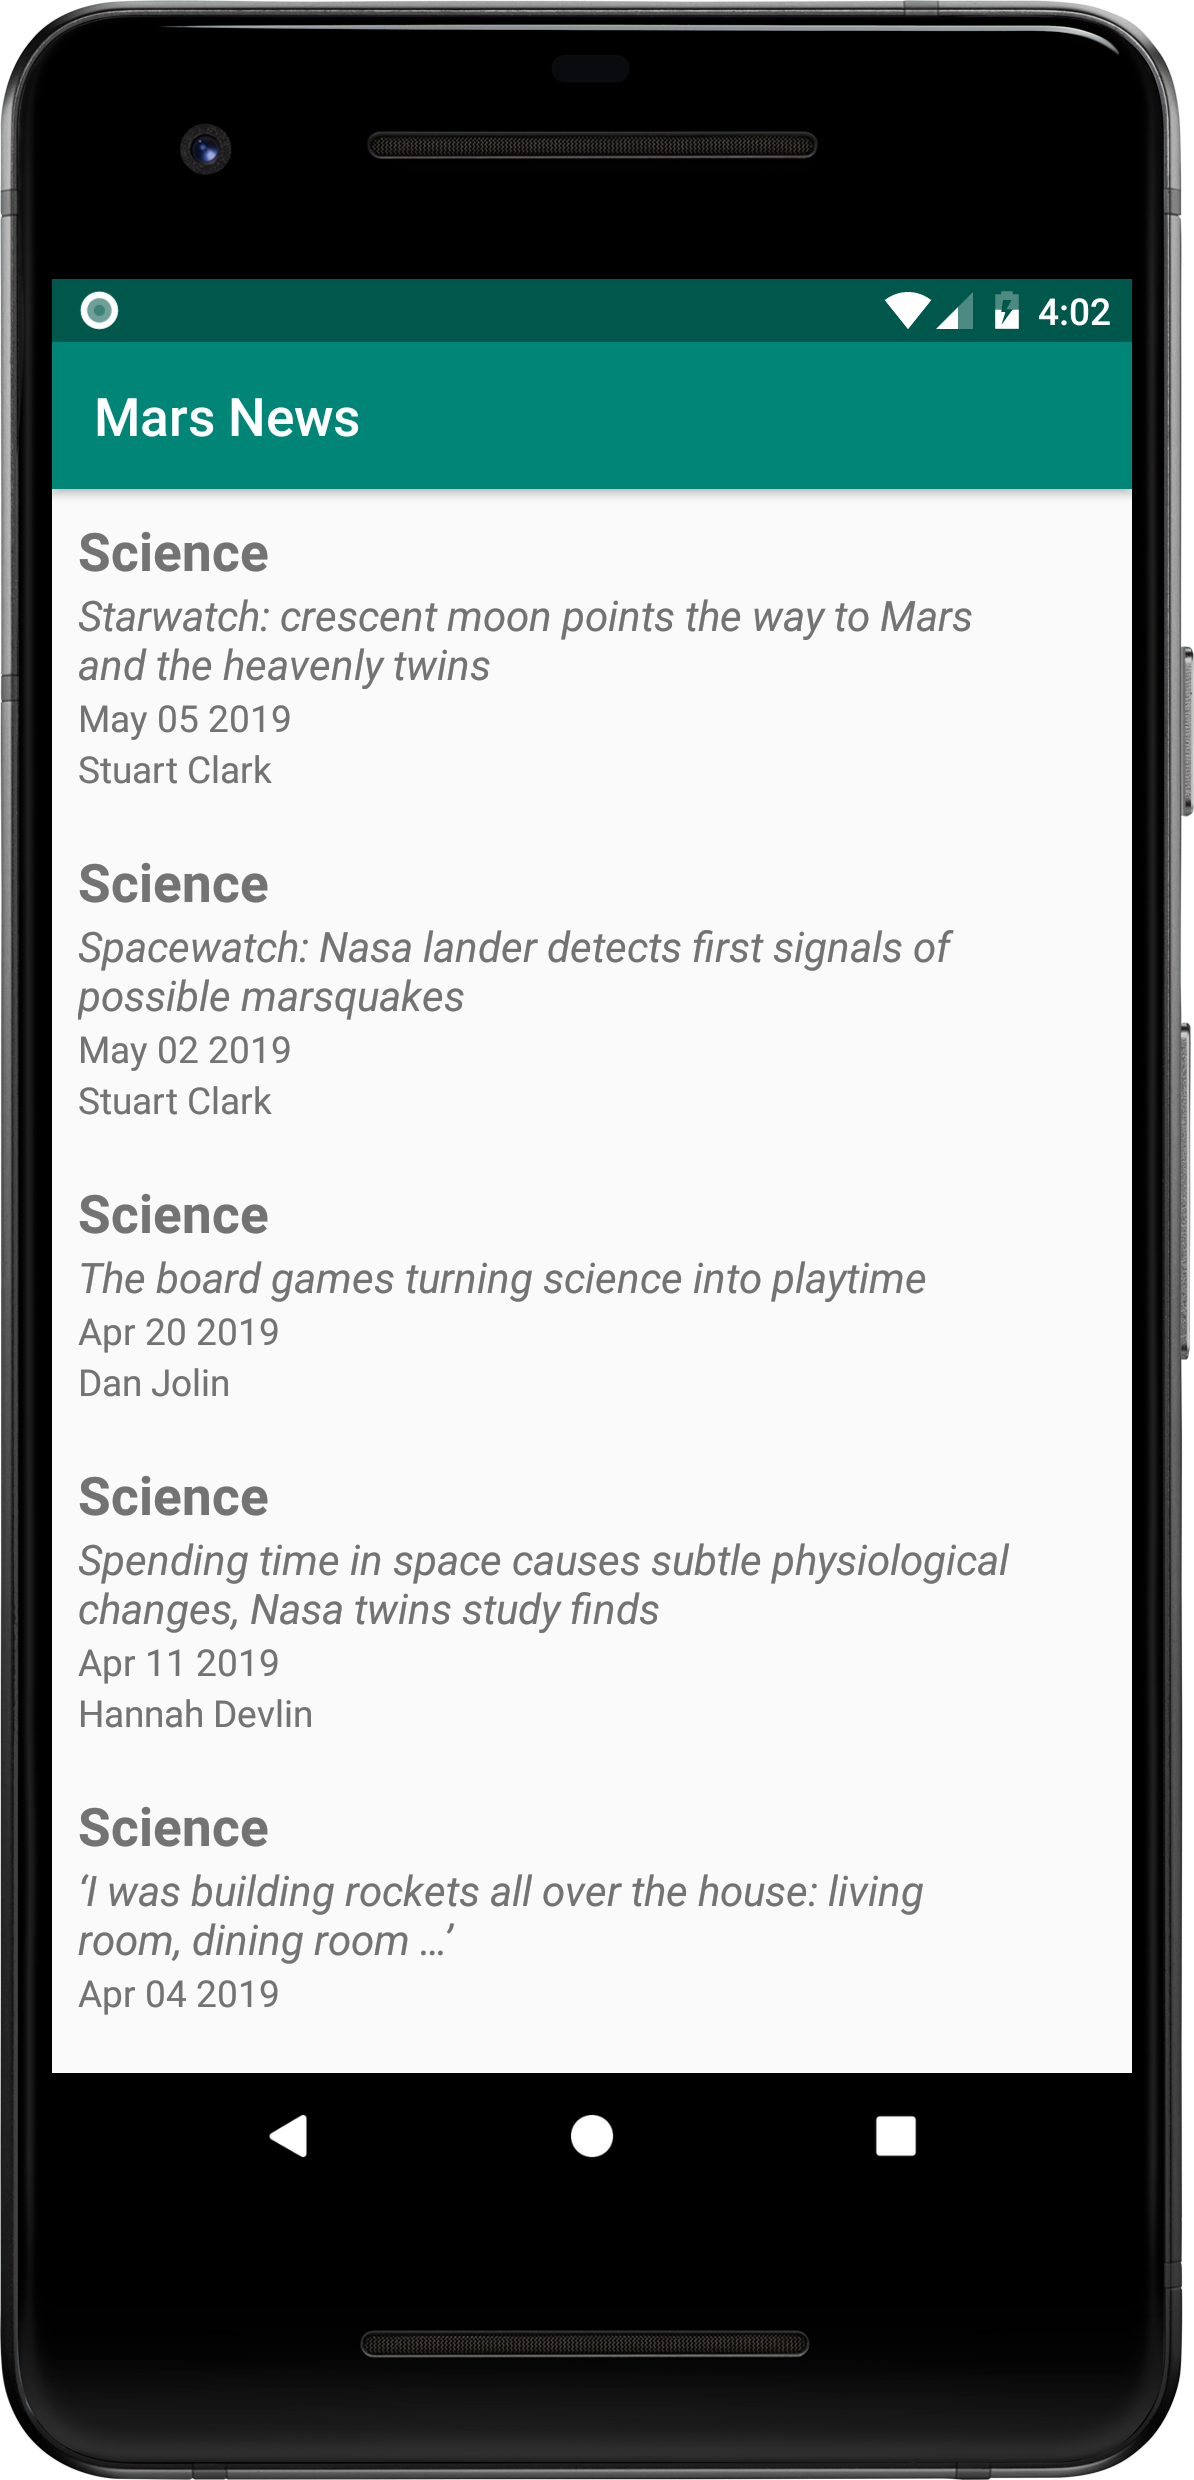 4:02
Mars News
Science
Starwatch: crescent moon points the way to Mars
and the heavenly twins
May 05 2019
Stuart Clark
Science
Spacewatch: Nasa lander detects first signals of
possible marsquakes
May 02 2019
Stuart Clark
Science
The board games turning science into playtime
Apr 20 2019
Dan Jolin
Science
Spending time in space causes subtle physiological
changes, Nasa twins study finds
Apr 11 2019
Hannah Devlin
Science
‘I was building rockets all over the house: living
room, dining room …’
Apr 04 2019